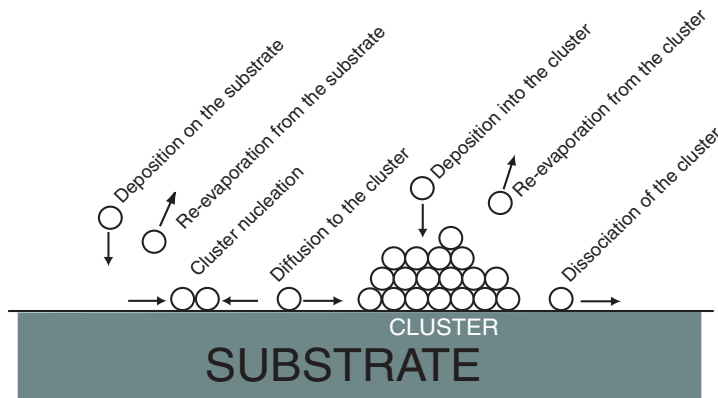 Deposition on the substrate
Re-evaporation from the substrate
Cluster nucleation
Diffusion to the cluster
Deposition into the cluster
Re-evaporation from the cluster
Dissociation of the cluster
CLUSTER
SUBSTRATE